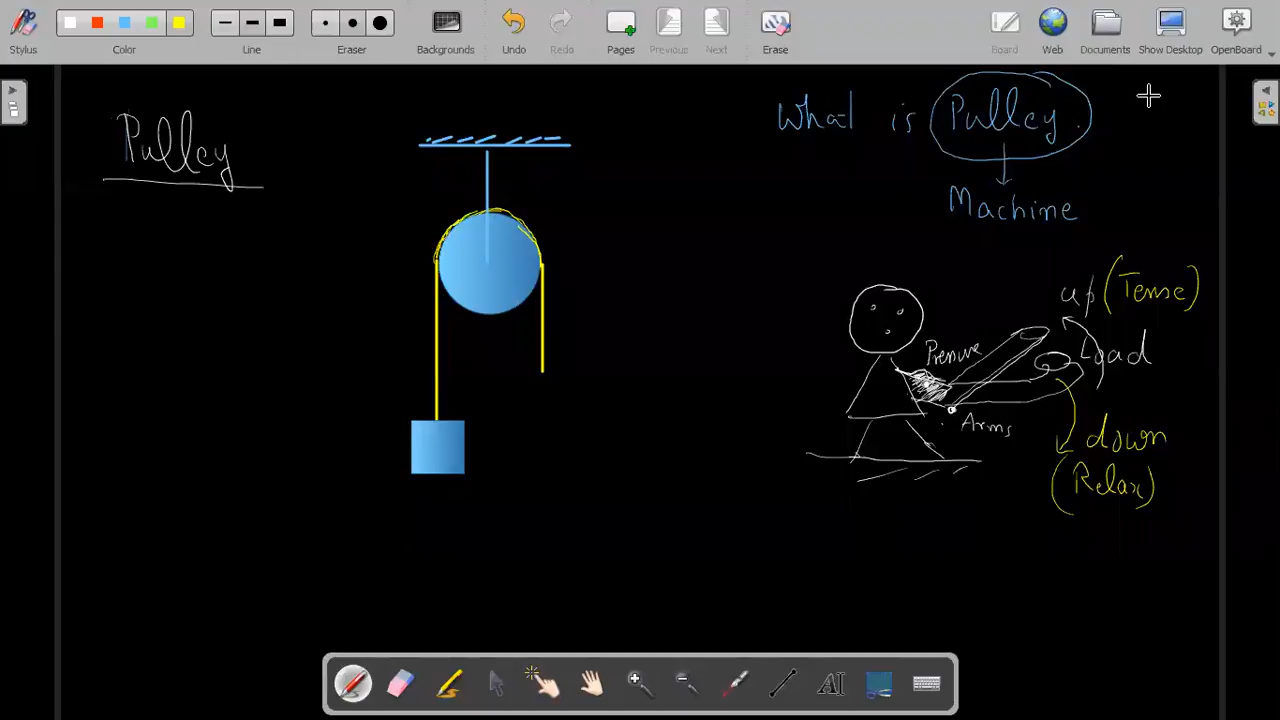 Stylus
Color
Line
Eraser
Backgrounds
Undo
Redo
Pages
Previous
Next
Erase
Board
Web
Documents
Show Desktop
OpenBoard
Pulley
What is Pulley.
Machine
up (Tense)
Load
Pressure
Arms
down
(Relax)
AI